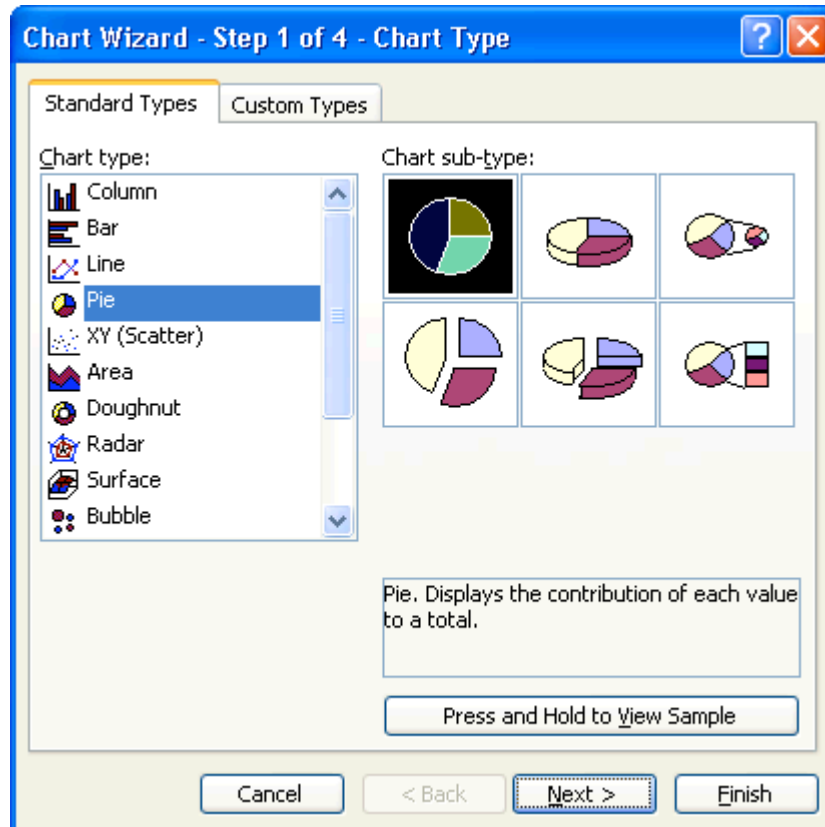 Chart Wizard - Step 1 of 4 - Chart Type
?
Standard Types
Custom Types
Chart type:
Column
Bar
Line
Pie
XY (Scatter)
Area
Doughnut
Radar
Surface
Bubble
Chart sub-type:
Pie. Displays the contribution of each value
to a total.
Press and Hold to View Sample
Cancel
< Back
Next >
Finish